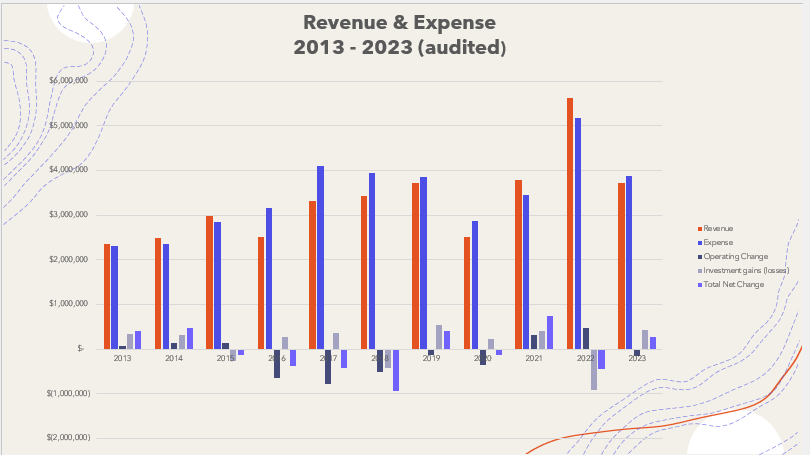 Revenue & Expense
2013 - 2023 (audited)
$6,000,000
$5,000,000
$4,000,000
$3,000,000
$2,000,000
$1,000,000
$-
$(1,000,000)
$(2,000,000)
2013
2014
2015
2016
2017
2018
2019
2020
2021
2022
2023
Revenue
Expense
Operating Change
Investment gains (losses)
Total Net Change